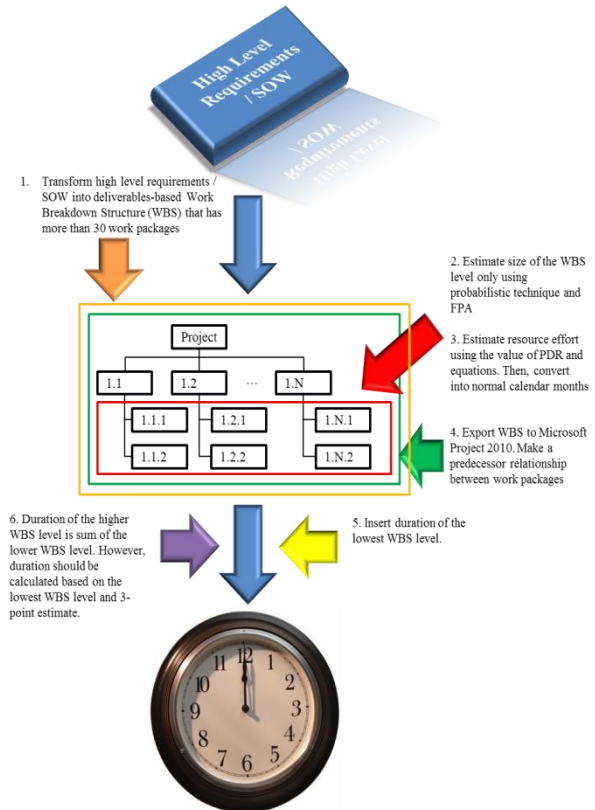 High Level
Requirements
/ SOW
High Level
Requirements
/ SOW
1. Transform high level requirements /
SOW into deliverables-based Work
Breakdown Structure (WBS) that has
more than 30 work packages
2. Estimate size of the WBS
level only using
probabilistic technique and
FPA
3. Estimate resource effort
using the value of PDR and
equations. Then, convert
into normal calendar months
Project
1.1
1.2
...
1.N
1.1.1
1.2.1
1.N.1
1.1.2
1.2.2
1.N.2
4. Export WBS to Microsoft
Project 2010. Make a
predecessor relationship
between work packages
6. Duration of the higher
WBS level is sum of the
lower WBS level. However,
duration should be
calculated based on the
lowest WBS level and 3-
point estimate.
5. Insert duration of the
lowest WBS level.
12
1
2
3
4
5
6
7
8
9
10
11